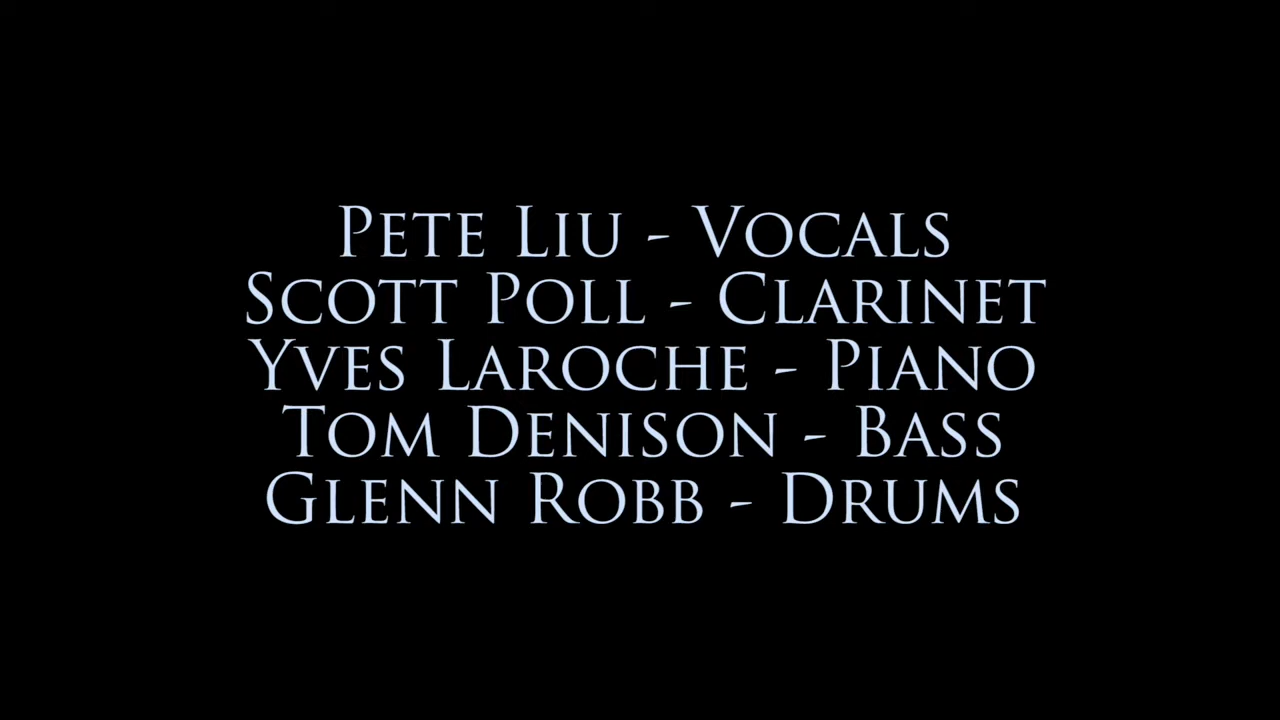 Pete Liu - Vocals
Scott Poll - Clarinet
Yves Laroche - Piano
Tom Denison - Bass
Glenn Robb - Drums